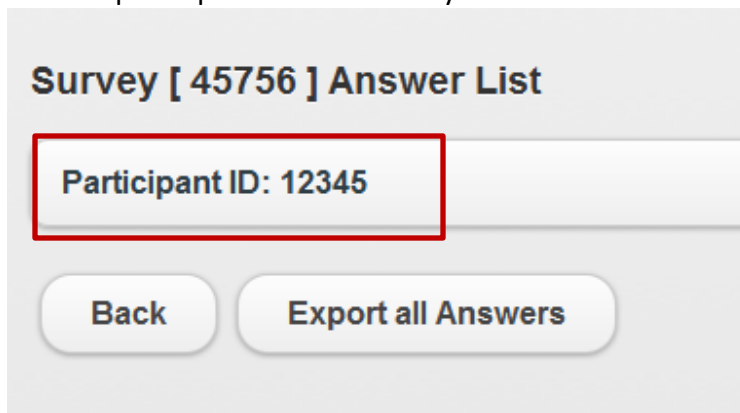 Survey [ 45756 ] Answer List
Participant ID: 12345
Back Export all Answers